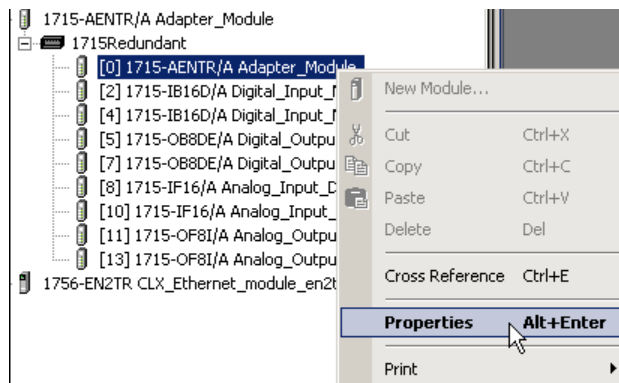 1715-AENTR/A Adapter_Module
1715Redundant
[0] 1715-AENTR/A Adapter_Module
[2] 1715-IB16D/A Digital_Input_
[4] 1715-IB16D/A Digital_Input_
[5] 1715-OB8DE/A Digital_Outpu
[7] 1715-OB8DE/A Digital_Outpu
[8] 1715-IF16/A Analog_Input_D
[10] 1715-IF16/A Analog_Input_
[11] 1715-OF8I/A Analog_Outpu
[13] 1715-OF8I/A Analog_Outpu
1756-EN2TR CLX_Ethernet_module_en2t
New Module...
Cut Ctrl+X
Copy Ctrl+C
Paste Ctrl+V
Delete Del
Cross Reference Ctrl+E
Properties Alt+Enter
Print